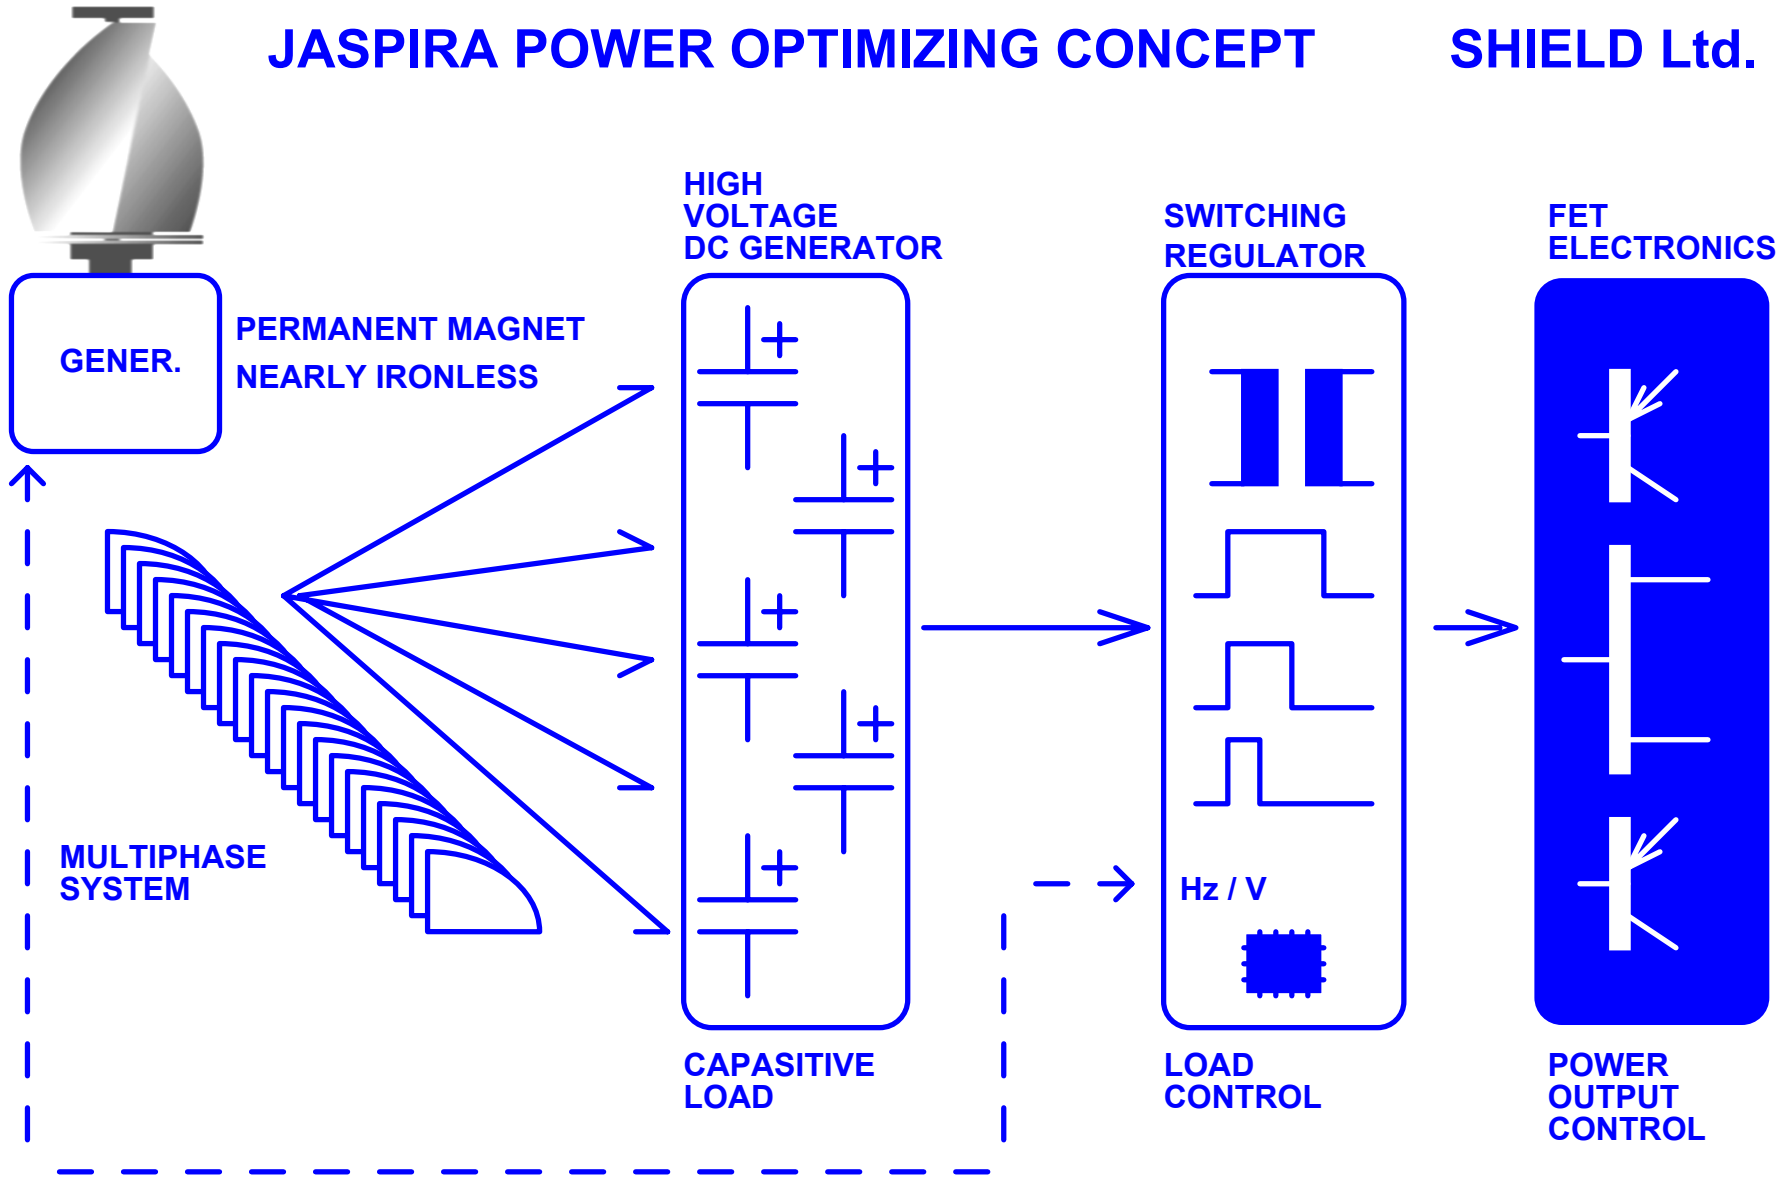 JASPIRA POWER OPTIMIZING CONCEPT SHIELD Ltd.
GENER.
PERMANENT MAGNET
NEARLY IRONLESS
MULTIPHASE
SYSTEM
HIGH
VOLTAGE
DC GENERATOR
CAPASITIVE
LOAD
SWITCHING
REGULATOR
Hz / V
LOAD
CONTROL
FET
ELECTRONICS
POWER
OUTPUT
CONTROL